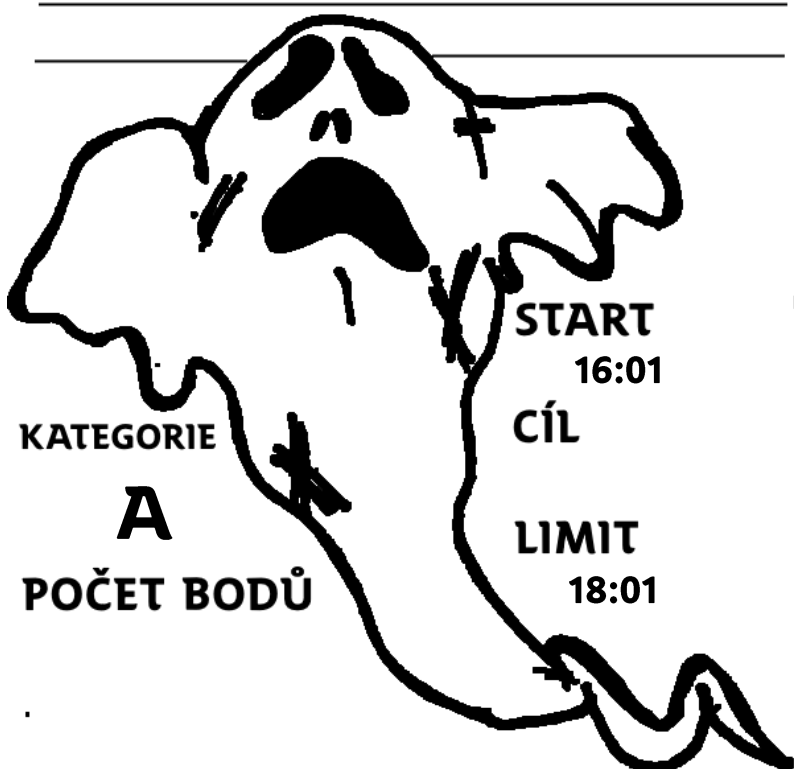 START
16:01
CÍL
KATEGORIE
A
LIMIT
18:01
POČET BODŮ